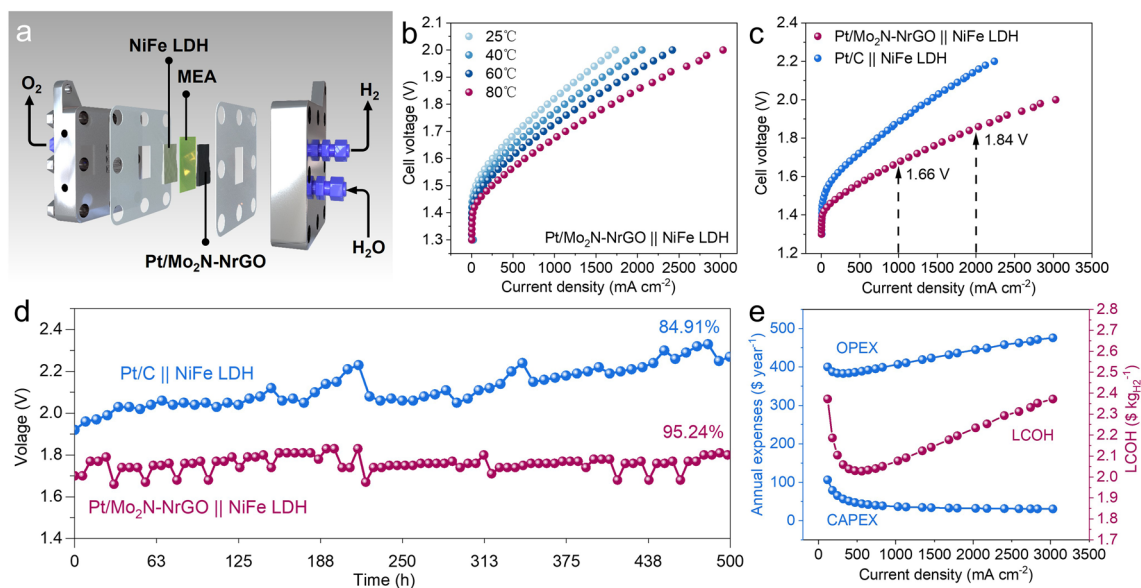 a
NiFe LDH
MEA
O2
H2
H2O
Pt/Mo2N-NrGO
b
25℃
40℃
60℃
80℃
Cell voltage (V)
2.0
1.9
1.8
1.7
1.6
1.5
1.4
1.3
Pt/Mo2N-NrGO || NiFe LDH
0 500 1000 1500 2000 2500 3000
Current density (mA cm-2)
c
Pt/Mo2N-NrGO || NiFe LDH
Pt/C || NiFe LDH
Cell voltage (V)
2.4
2.2
2.0
1.8
1.6
1.4
1.2
1.84 V
1.66 V
0 500 1000 1500 2000 2500 3000 3500
Current density (mA cm-2)
d
Volage (V)
2.4
2.2
2.0
1.8
1.6
1.4
84.91%
Pt/C || NiFe LDH
95.24%
Pt/Mo2N-NrGO || NiFe LDH
0 63 125 188 250 313 375 438 500
Time (h)
e
Annual expenses ($ year-1)
500
400
300
200
100
0
OPEX
LCOH
CAPEX
2.8
2.7
2.6
2.5
2.4
2.3
2.2
2.1
2.0
1.9
1.8
1.7
LCOH ($ kgH2-1)
0 500 1000 1500 2000 2500 3000
Current density (mA cm-2)